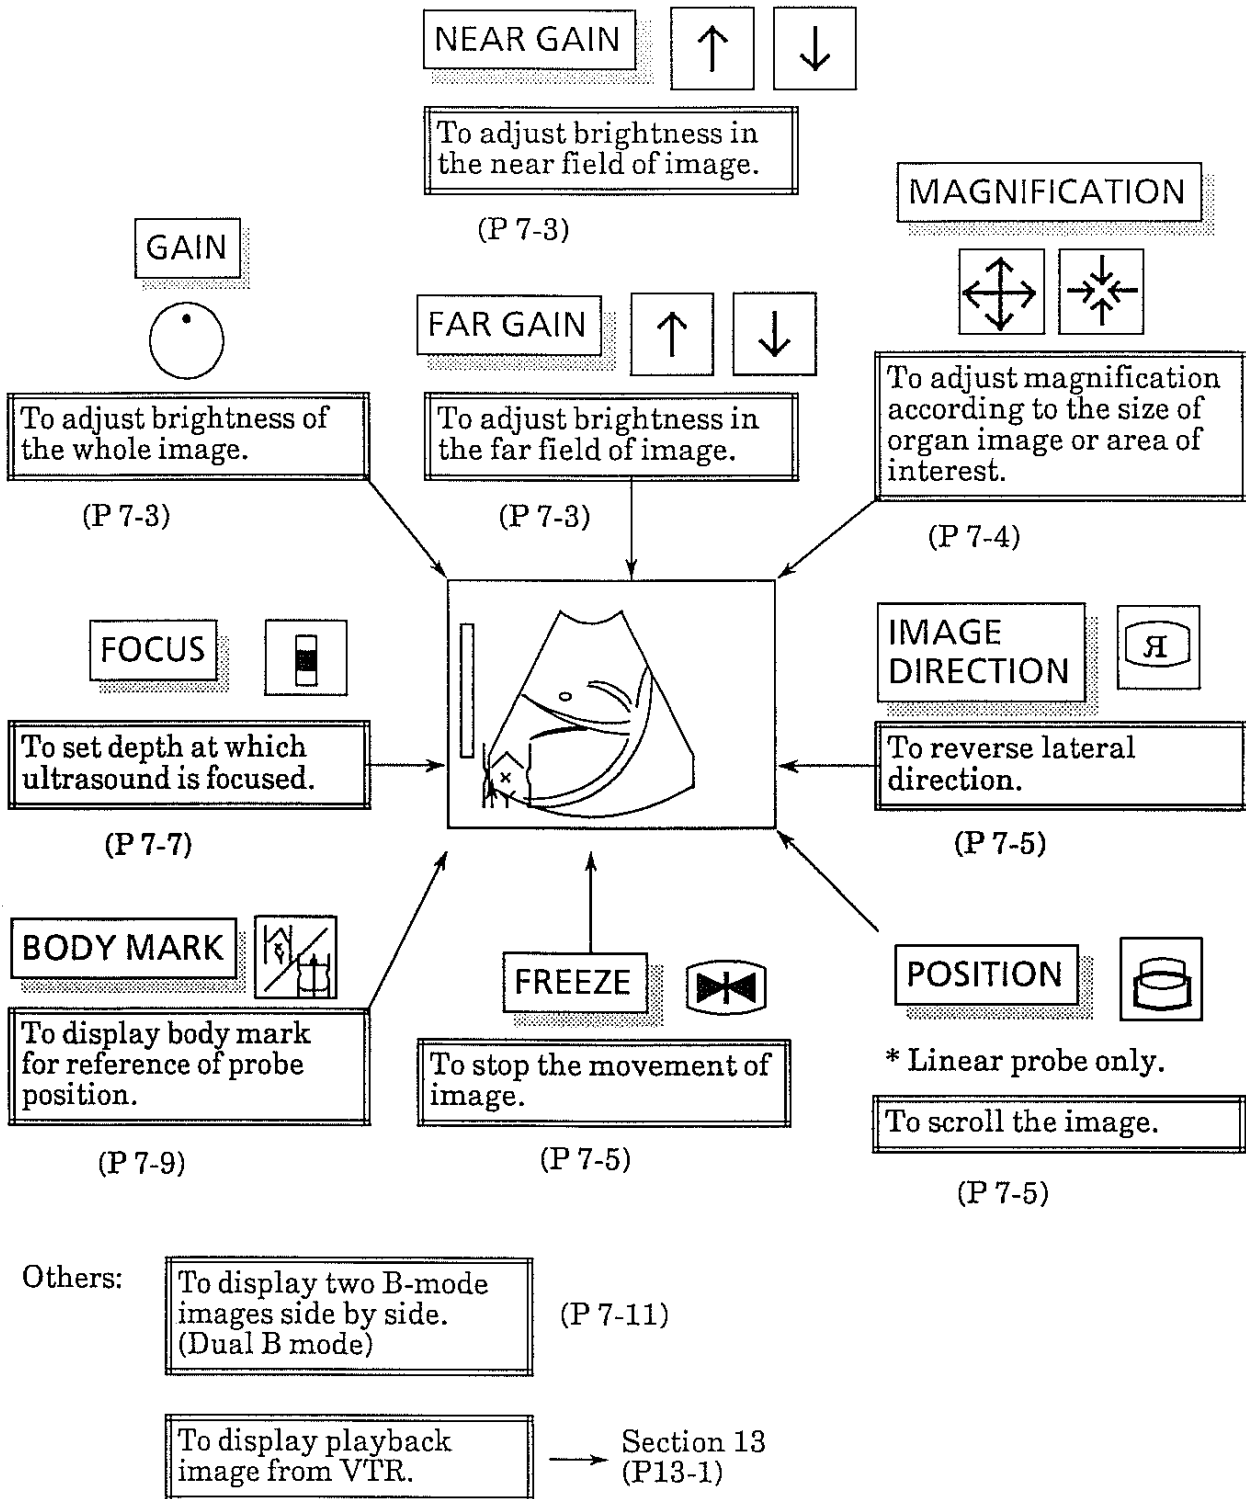 NEAR GAIN
To adjust brightness in
the near field of image.
(P 7-3)
GAIN
To adjust brightness of
the whole image.
(P 7-3)
FAR GAIN
To adjust brightness in
the far field of image.
(P 7-3)
MAGNIFICATION
To adjust magnification
according to the size of
organ image or area of
interest.
(P 7-4)
FOCUS
To set depth at which
ultrasound is focused.
(P 7-7)
IMAGE
DIRECTION
Я
To reverse lateral
direction.
(P 7-5)
BODY MARK
To display body mark
for reference of probe
position.
(P 7-9)
FREEZE
To stop the movement of
image.
(P 7-5)
POSITION
* Linear probe only.
To scroll the image.
(P 7-5)
Others:
To display two B-mode
images side by side.
(Dual B mode)
(P 7-11)
To display playback
image from VTR.
Section 13
(P13-1)